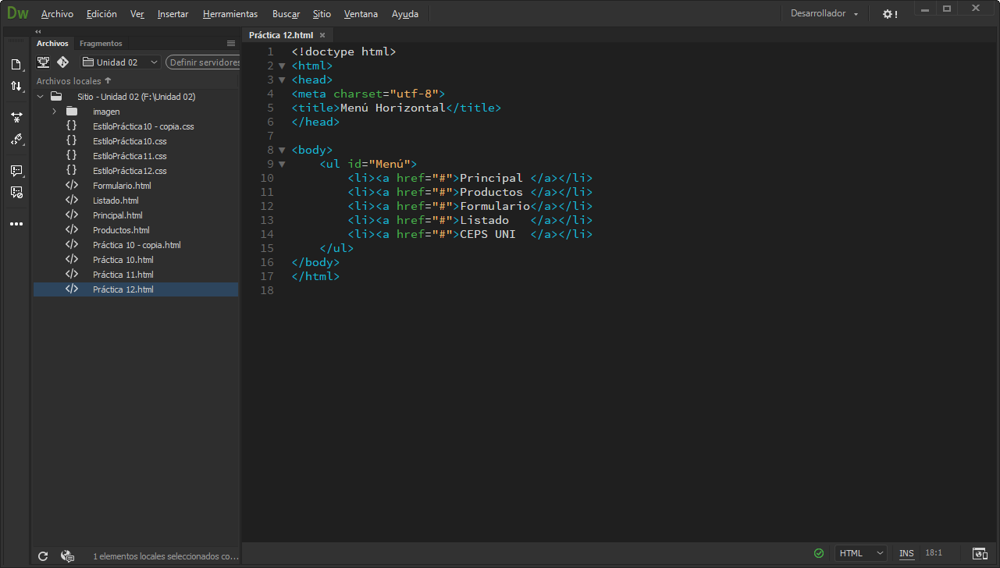 Dw Archivo Edición Ver Insertar Herramientas Buscar Sitio Ventana Ayuda Desarrollador
Archivos Fragmentos
Unidad 02 Definir servidores
Archivos locales
Sitio - Unidad 02 (F:\Unidad 02)
imagen
EstiloPráctica10 - copia.css
EstiloPráctica10.css
EstiloPráctica11.css
EstiloPráctica12.css
Formulario.html
Listado.html
Principal.html
Productos.html
Práctica 10 - copia.html
Práctica 10.html
Práctica 11.html
Práctica 12.html
1 elementos locales seleccionados co...
Práctica 12.html
1 <!doctype html>
2 <html>
3 <head>
4 <meta charset="utf-8">
5 <title>Menú Horizontal</title>
6 </head>
7
8 <body>
9 <ul id="Menú">
10 <li><a href="#">Principal </a></li>
11 <li><a href="#">Productos </a></li>
12 <li><a href="#">Formulario</a></li>
13 <li><a href="#">Listado   </a></li>
14 <li><a href="#">CEPS UNI  </a></li>
15 </ul>
16 </body>
17 </html>
18
HTML INS 18:1